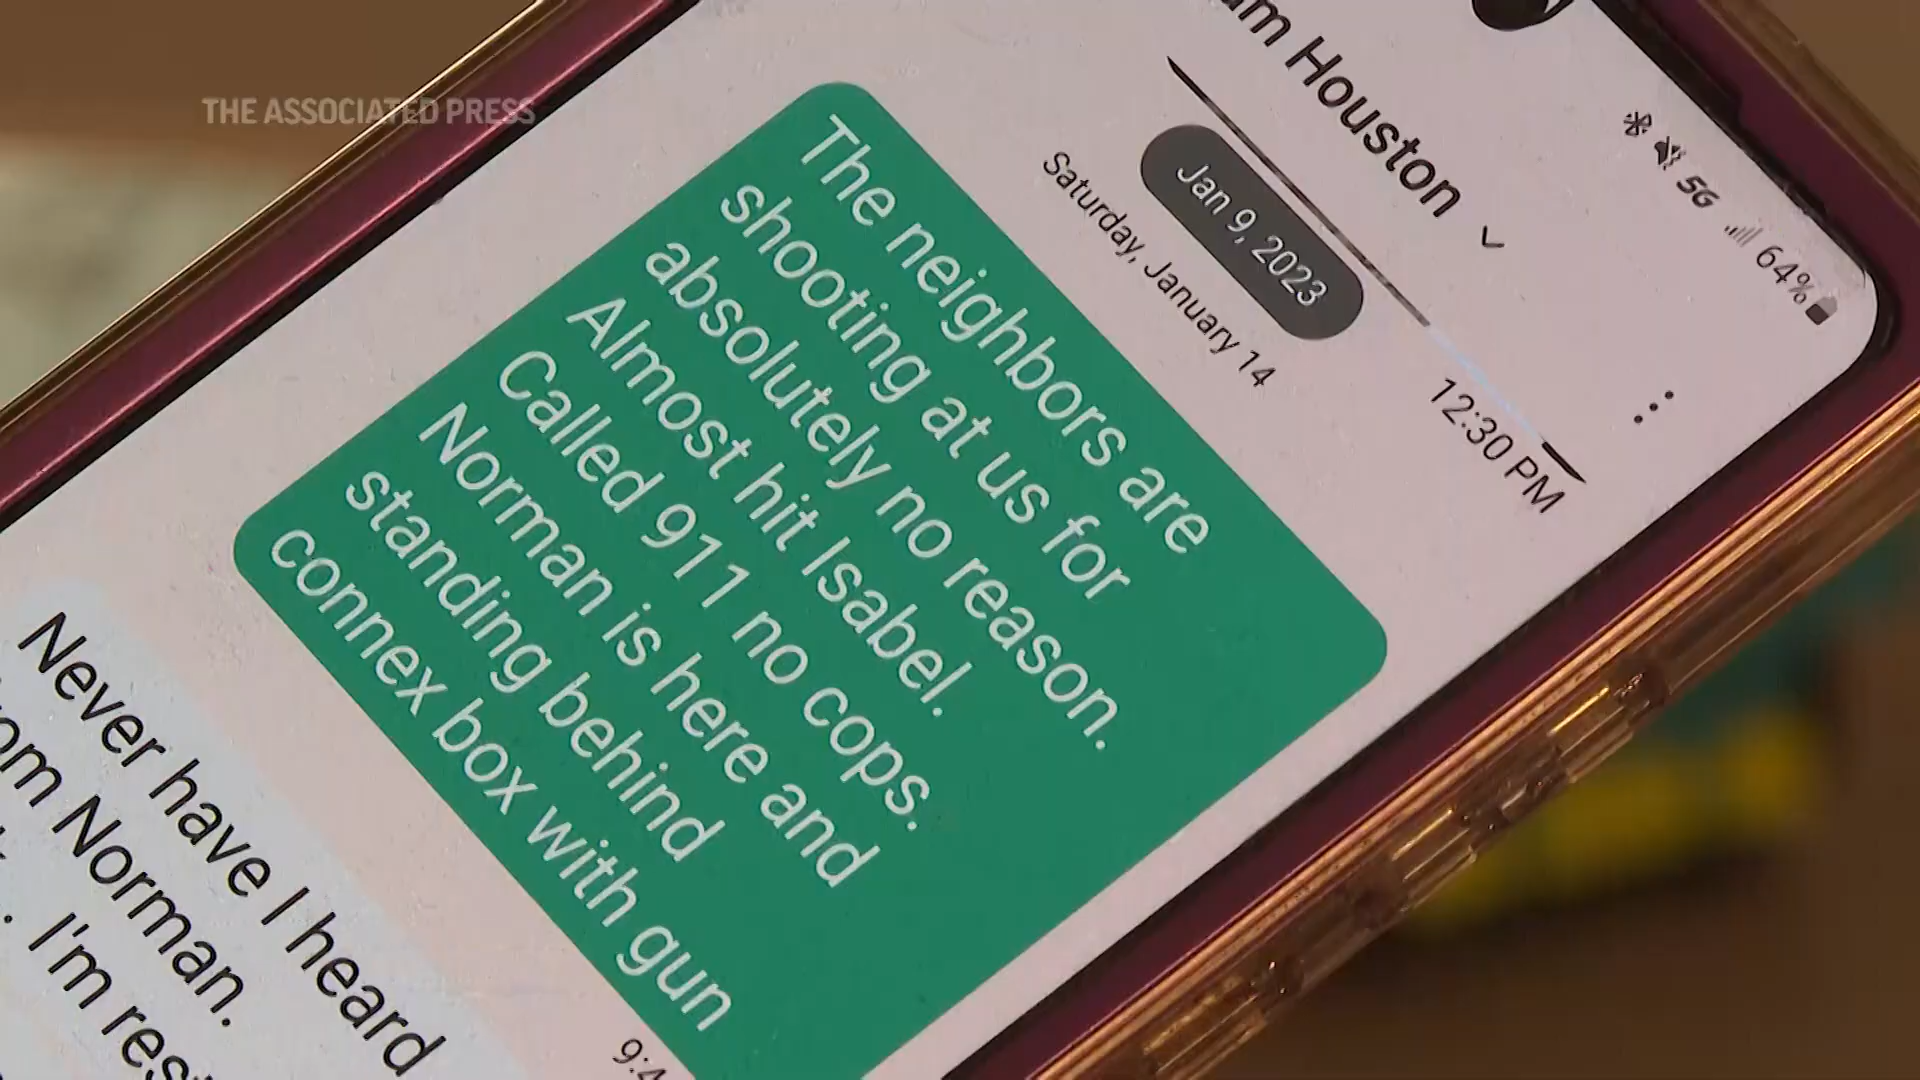 THE ASSOCIATED PRESS
5G 64%
am Houston
12:30 PM
Jan 9, 2023
Saturday, January 14
The neighbors are
shooting at us for
absolutely no reason.
Almost hit Isabel.
Called 911 no cops.
Norman is here and
standing behind
connex box with gun
Never have I heard
Norman.
I'm